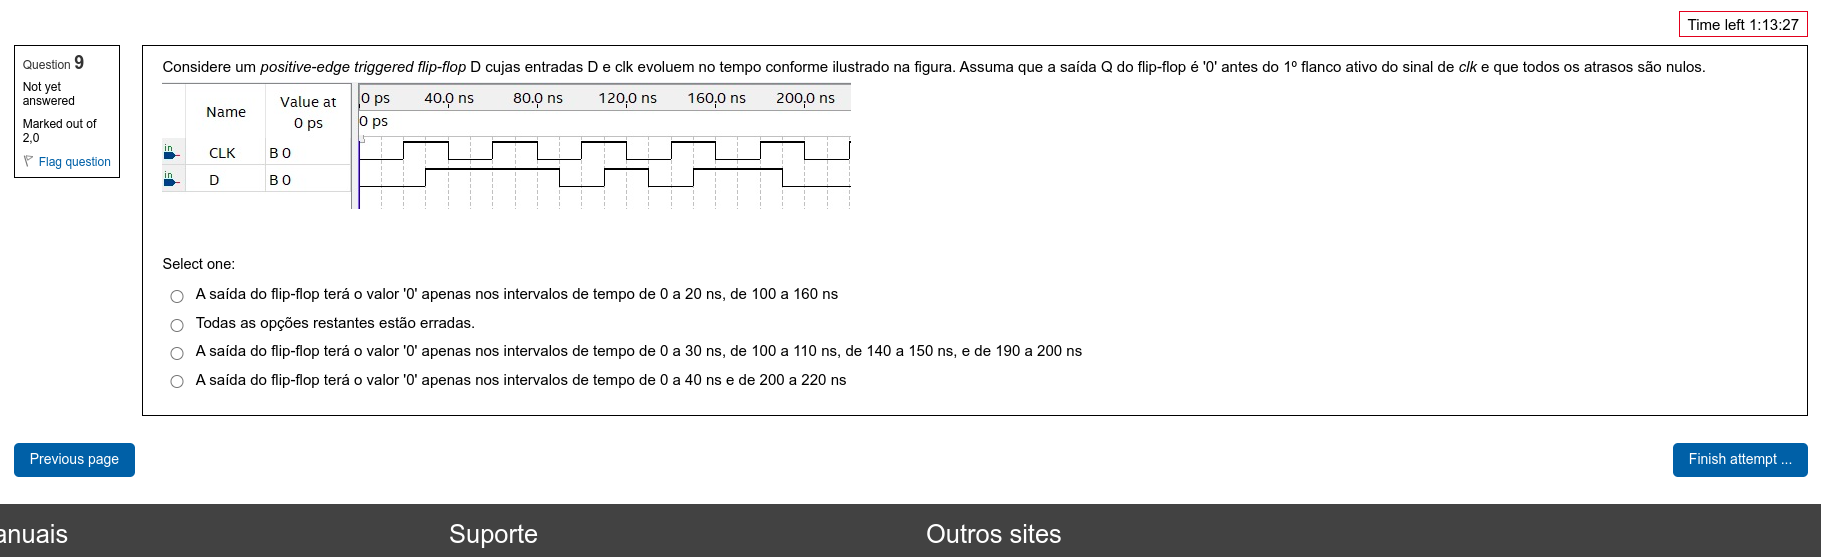 Time left 1:13:27
Question 9
Not yet
answered
Marked out of
2,0
Flag question
Considere um positive-edge triggered flip-flop D cujas entradas D e clk evoluem no tempo conforme ilustrado na figura. Assuma que a saída Q do flip-flop é '0' antes do 1º flanco ativo do sinal de clk e que todos os atrasos são nulos.
Name
Value at
0 ps
0 ps 40.0 ns 80.0 ns 120.0 ns 160.0 ns 200.0 ns
0 ps
in
CLK B 0
in
D B 0
Select one:
A saída do flip-flop terá o valor '0' apenas nos intervalos de tempo de 0 a 20 ns, de 100 a 160 ns
Todas as opções restantes estão erradas.
A saída do flip-flop terá o valor '0' apenas nos intervalos de tempo de 0 a 30 ns, de 100 a 110 ns, de 140 a 150 ns, e de 190 a 200 ns
A saída do flip-flop terá o valor '0' apenas nos intervalos de tempo de 0 a 40 ns e de 200 a 220 ns
Previous page
Finish attempt ...
anuais
Suporte
Outros sites